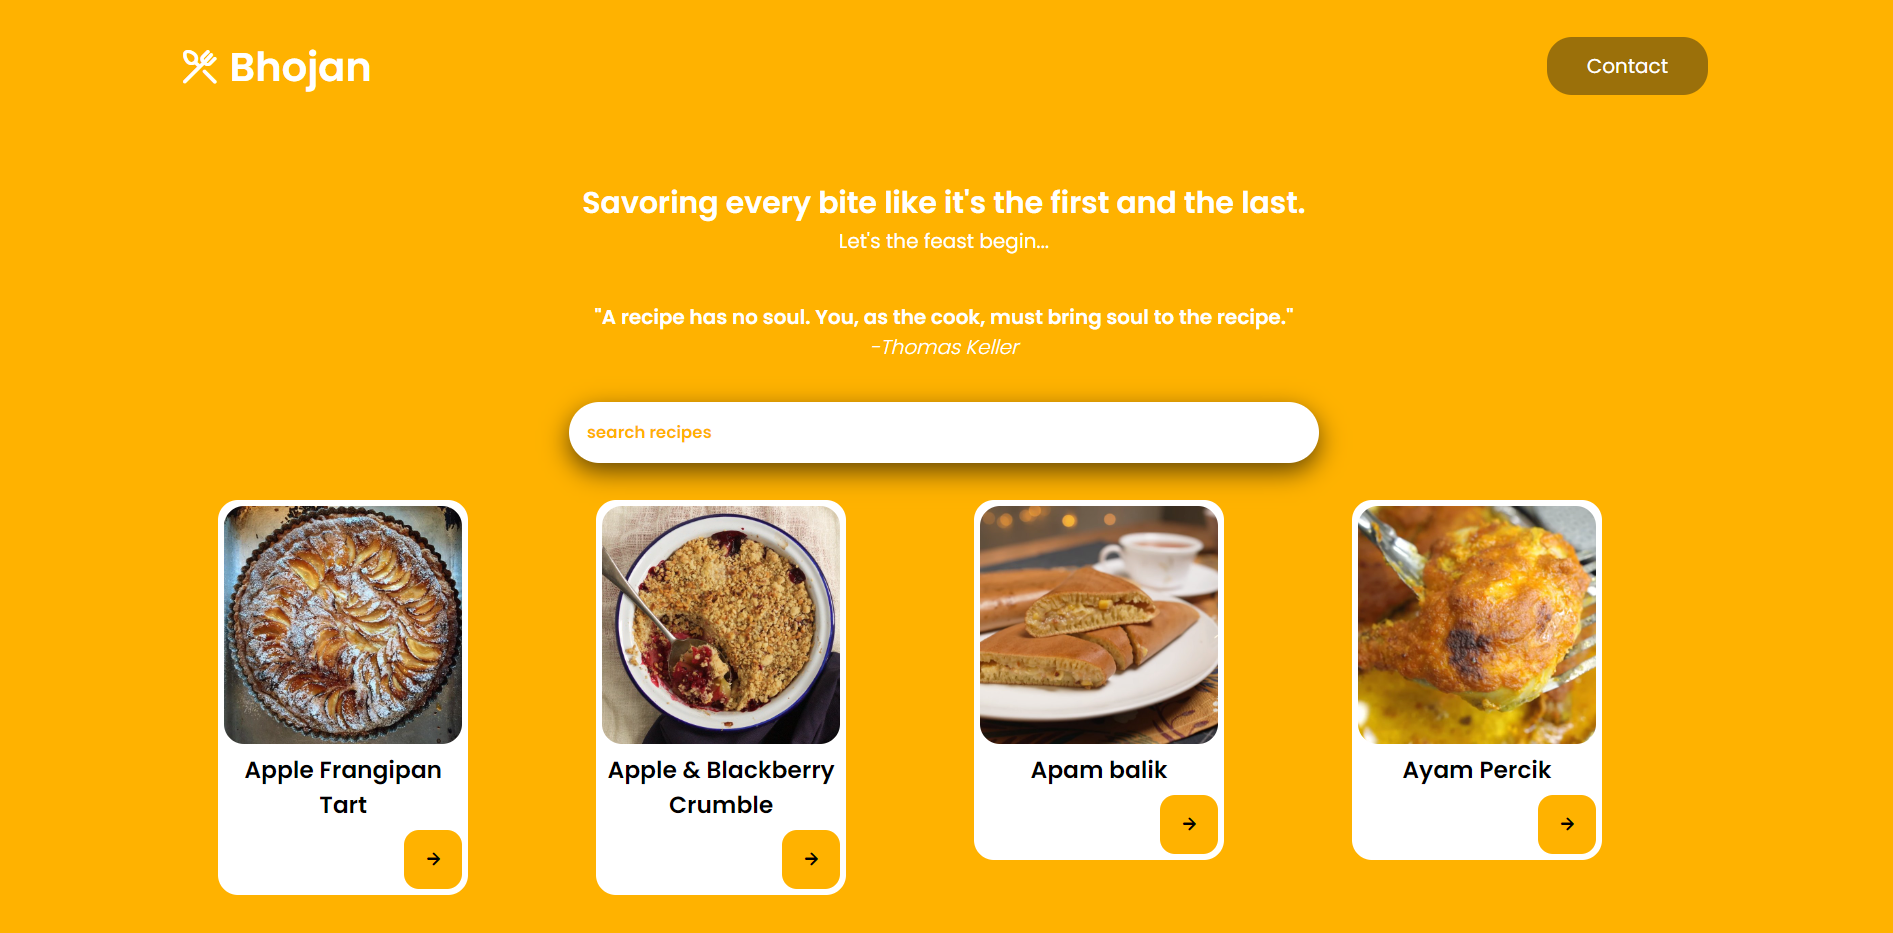 Bhojan
Contact
Savoring every bite like it's the first and the last.
Let's the feast begin...
"A recipe has no soul. You, as the cook, must bring soul to the recipe."
-Thomas Keller
search recipes
Apple Frangipan
Tart
Apple & Blackberry
Crumble
Apam balik
Ayam Percik